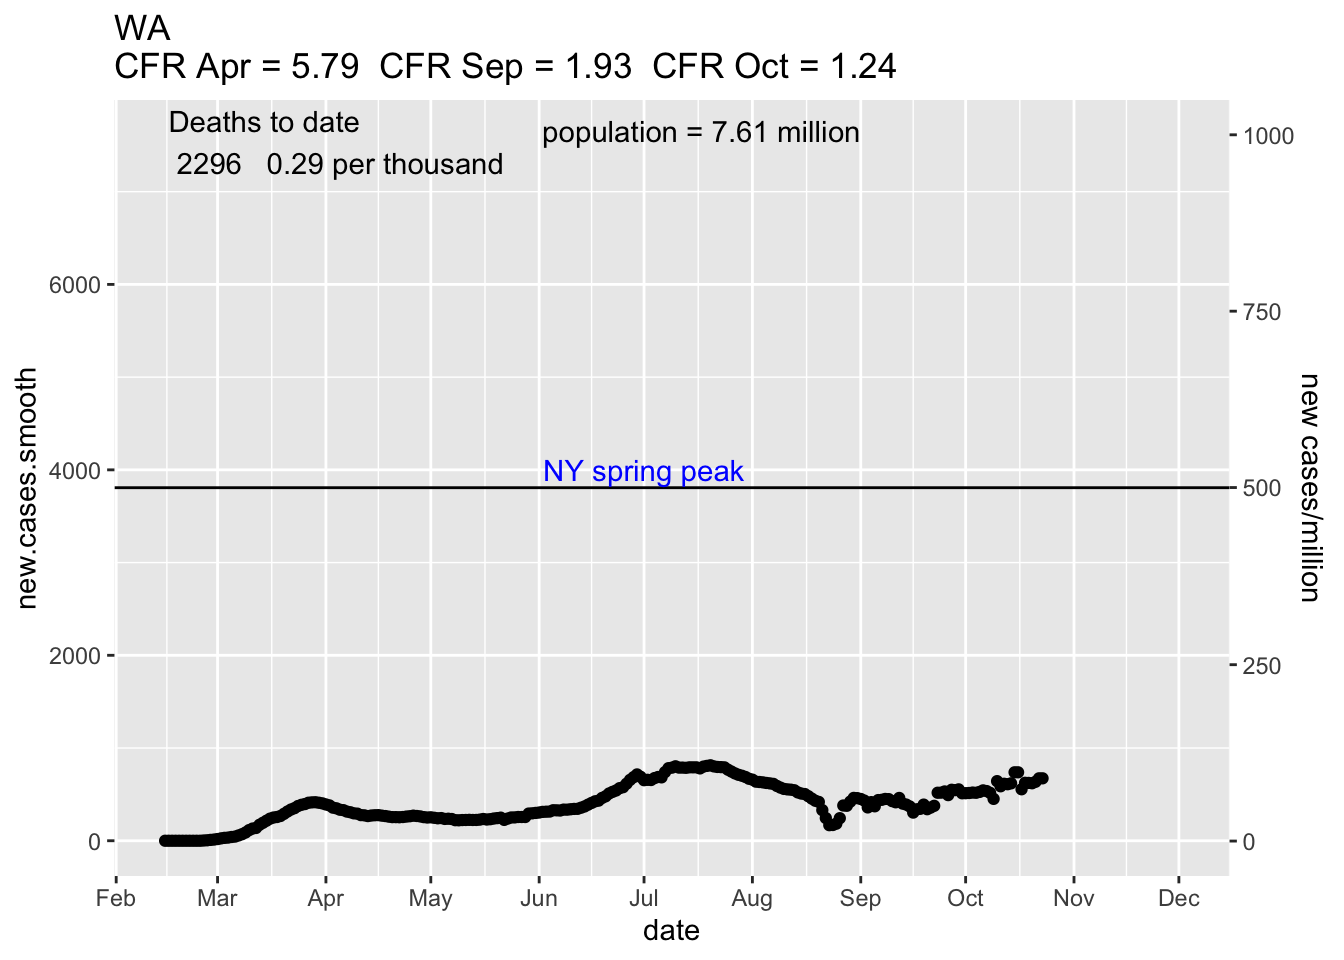 WA
CFR Apr = 5.79  CFR Sep = 1.93  CFR Oct = 1.24
Deaths to date
2296   0.29 per thousand
population = 7.61 million
NY spring peak
new.cases.smooth
6000
4000
2000
0
1000
750
500
250
0
new cases/million
Feb Mar Apr May Jun Jul Aug Sep Oct Nov Dec
date